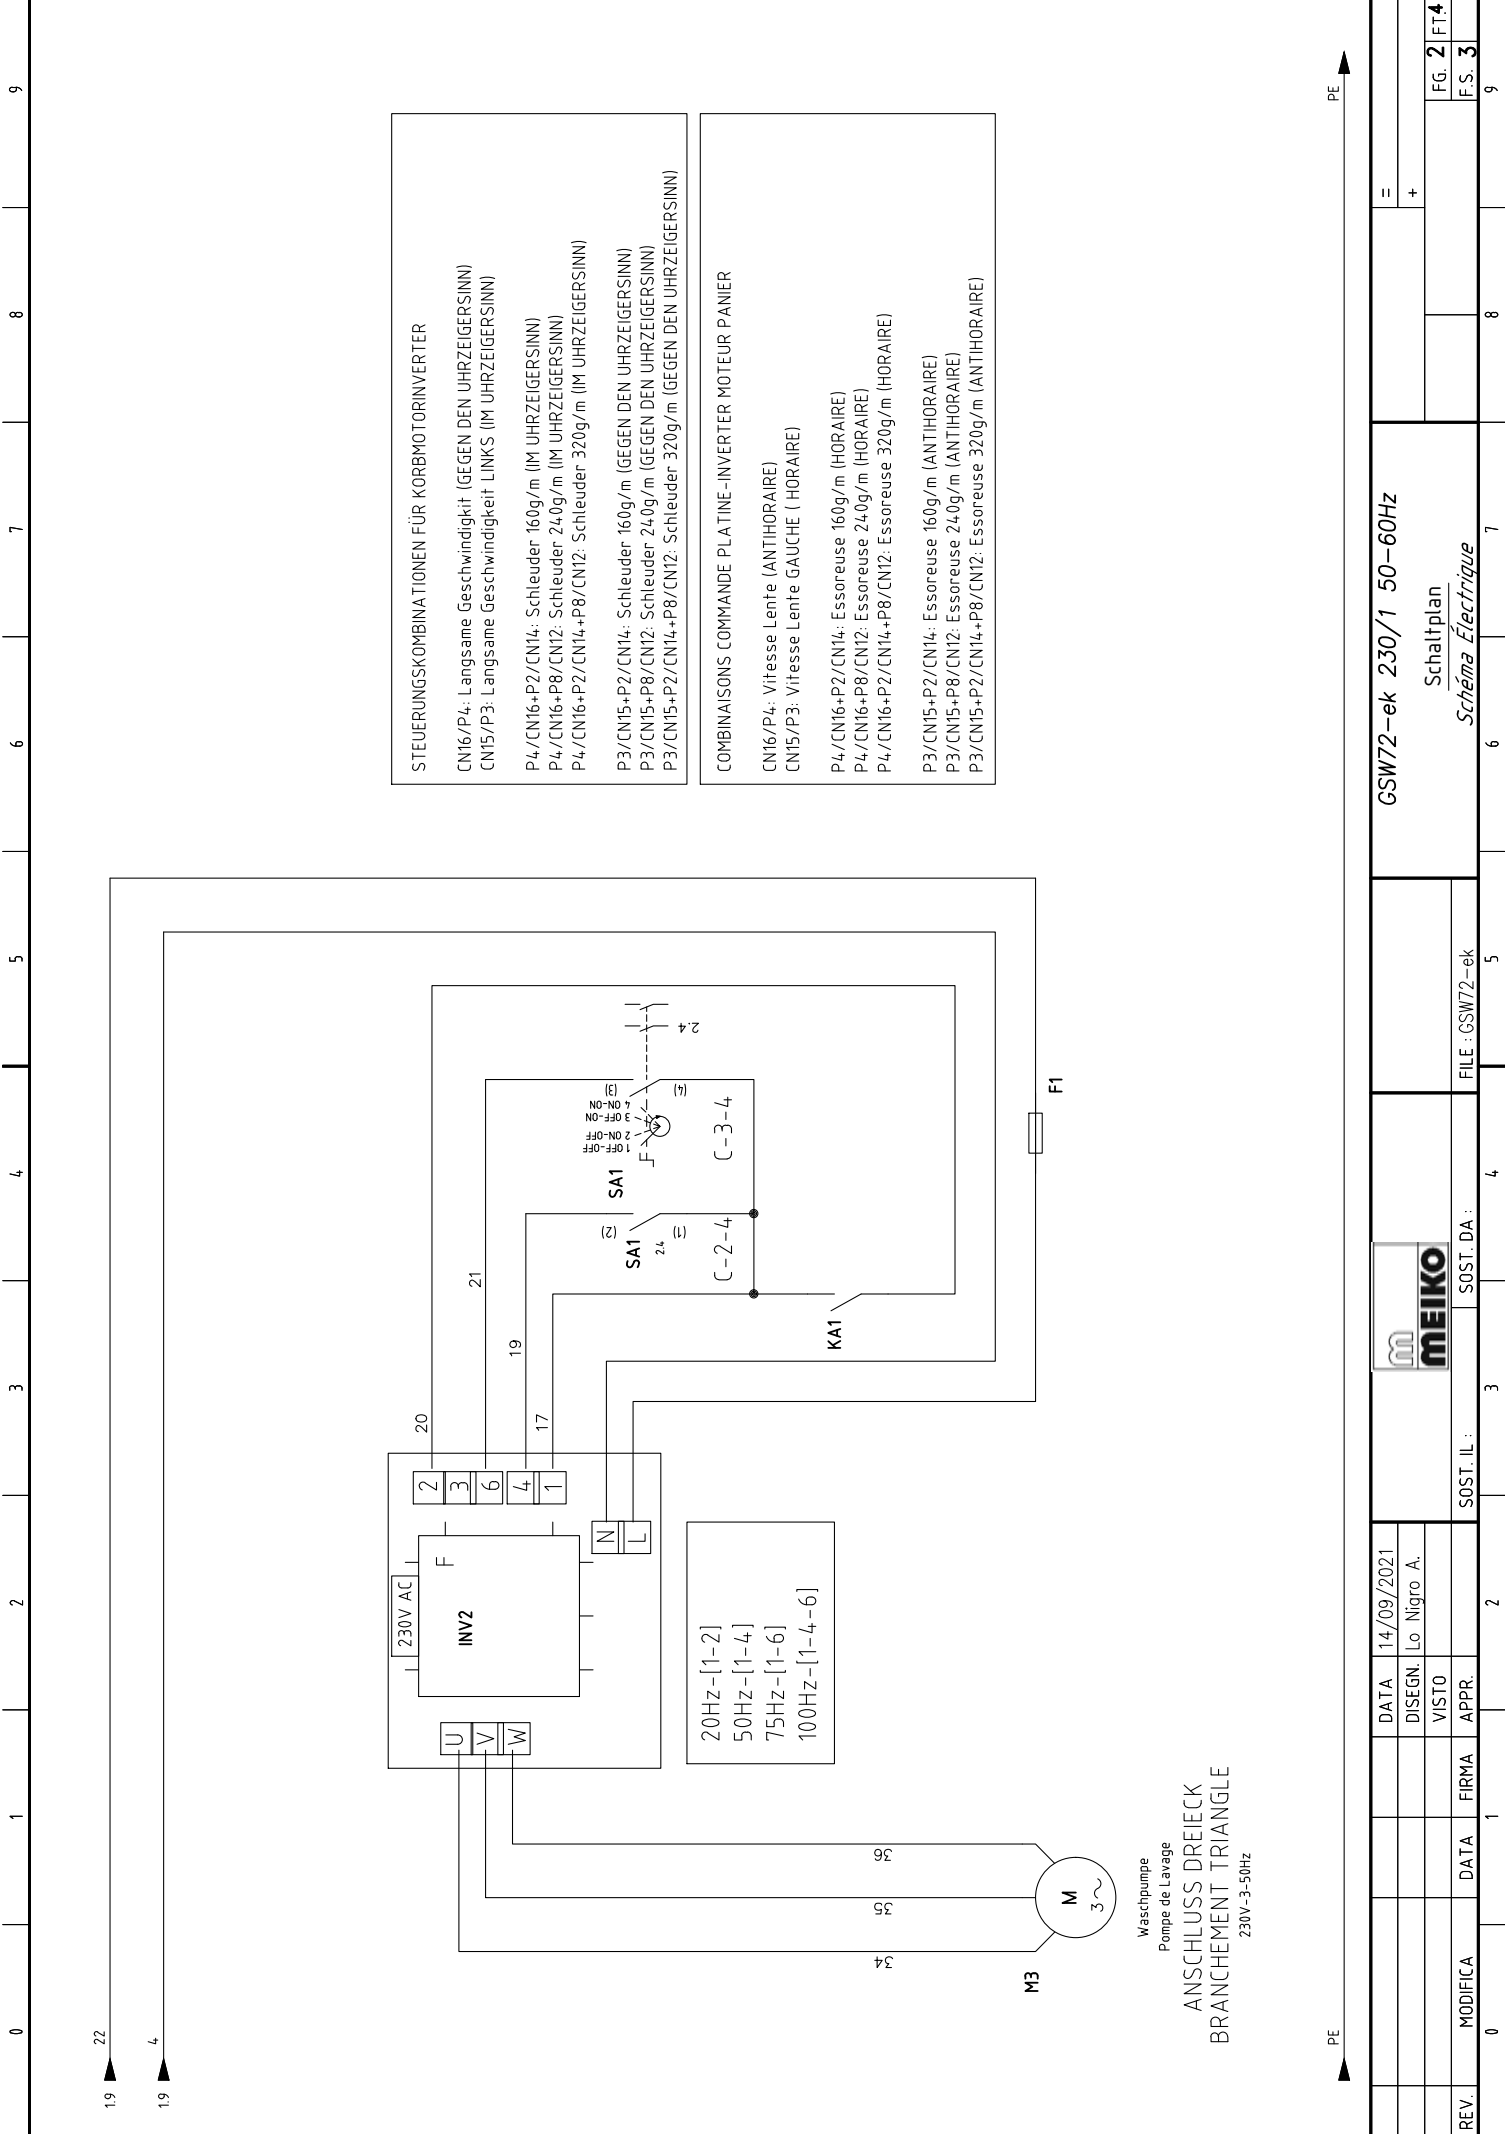 0 1 2 3 4 5 6 7 8 9
1.9 22
1.9 4
230V AC
INV2
F
U
V
W
2
3
6
4
1
N
L
20
21
19
17
20Hz-[1-2]
50Hz-[1-4]
75Hz-[1-6]
100Hz-[1-4-6]
SA1
(2)
(1)
2.4
C-2-4
SA1
1 OFF-OFF
2 ON-OFF
3 OFF-ON
4 ON-ON
(3)
(4)
2.4
C-3-4
KA1
F1
34
35
36
M3
M
3~
Waschpumpe
Pompe de Lavage
ANSCHLUSS DREIECK
BRANCHEMENT TRIANGLE
230V-3-50Hz
STEUERUNGSKOMBINATIONEN FÜR KORBMOTORINVERTER
CN16/P4: Langsame Geschwindigkit (GEGEN DEN UHRZEIGERSINN)
CN15/P3: Langsame Geschwindigkeit LINKS (IM UHRZEIGERSINN)
P4/CN16+P2/CN14: Schleuder 160g/m (IM UHRZEIGERSINN)
P4/CN16+P8/CN12: Schleuder 240g/m (IM UHRZEIGERSINN)
P4/CN16+P2/CN14+P8/CN12: Schleuder 320g/m (IM UHRZEIGERSINN)
P3/CN15+P2/CN14: Schleuder 160g/m (GEGEN DEN UHRZEIGERSINN)
P3/CN15+P8/CN12: Schleuder 240g/m (GEGEN DEN UHRZEIGERSINN)
P3/CN15+P2/CN14+P8/CN12: Schleuder 320g/m (GEGEN DEN UHRZEIGERSINN)
COMBINAISONS COMMANDE PLATINE-INVERTER MOTEUR PANIER
CN16/P4: Vitesse Lente (ANTIHORAIRE)
CN15/P3: Vitesse Lente GAUCHE ( HORAIRE)
P4/CN16+P2/CN14: Essoreuse 160g/m (HORAIRE)
P4/CN16+P8/CN12: Essoreuse 240g/m (HORAIRE)
P4/CN16+P2/CN14+P8/CN12: Essoreuse 320g/m (HORAIRE)
P3/CN15+P2/CN14: Essoreuse 160g/m (ANTIHORAIRE)
P3/CN15+P8/CN12: Essoreuse 240g/m (ANTIHORAIRE)
P3/CN15+P2/CN14+P8/CN12: Essoreuse 320g/m (ANTIHORAIRE)
PE PE
REV. MODIFICA DATA FIRMA
DATA 14/09/2021
DISEGN. Lo Nigro A.
VISTO
APPR.
m
MEIKO
SOST. IL : SOST. DA :
FILE : GSW72-ek
GSW72-ek 230/1 50-60Hz
Schaltplan
Schéma Électrique
=
+
FG. 2 FT.4
F.S. 3
0 1 2 3 4 5 6 7 8 9